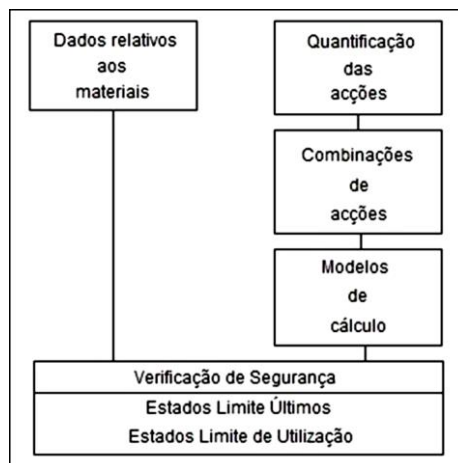 Dados relativos
aos
materiais
Quantificação
das
acções
Combinações
de
acções
Modelos
de
cálculo
Verificação de Segurança
Estados Limite Últimos
Estados Limite de Utilização